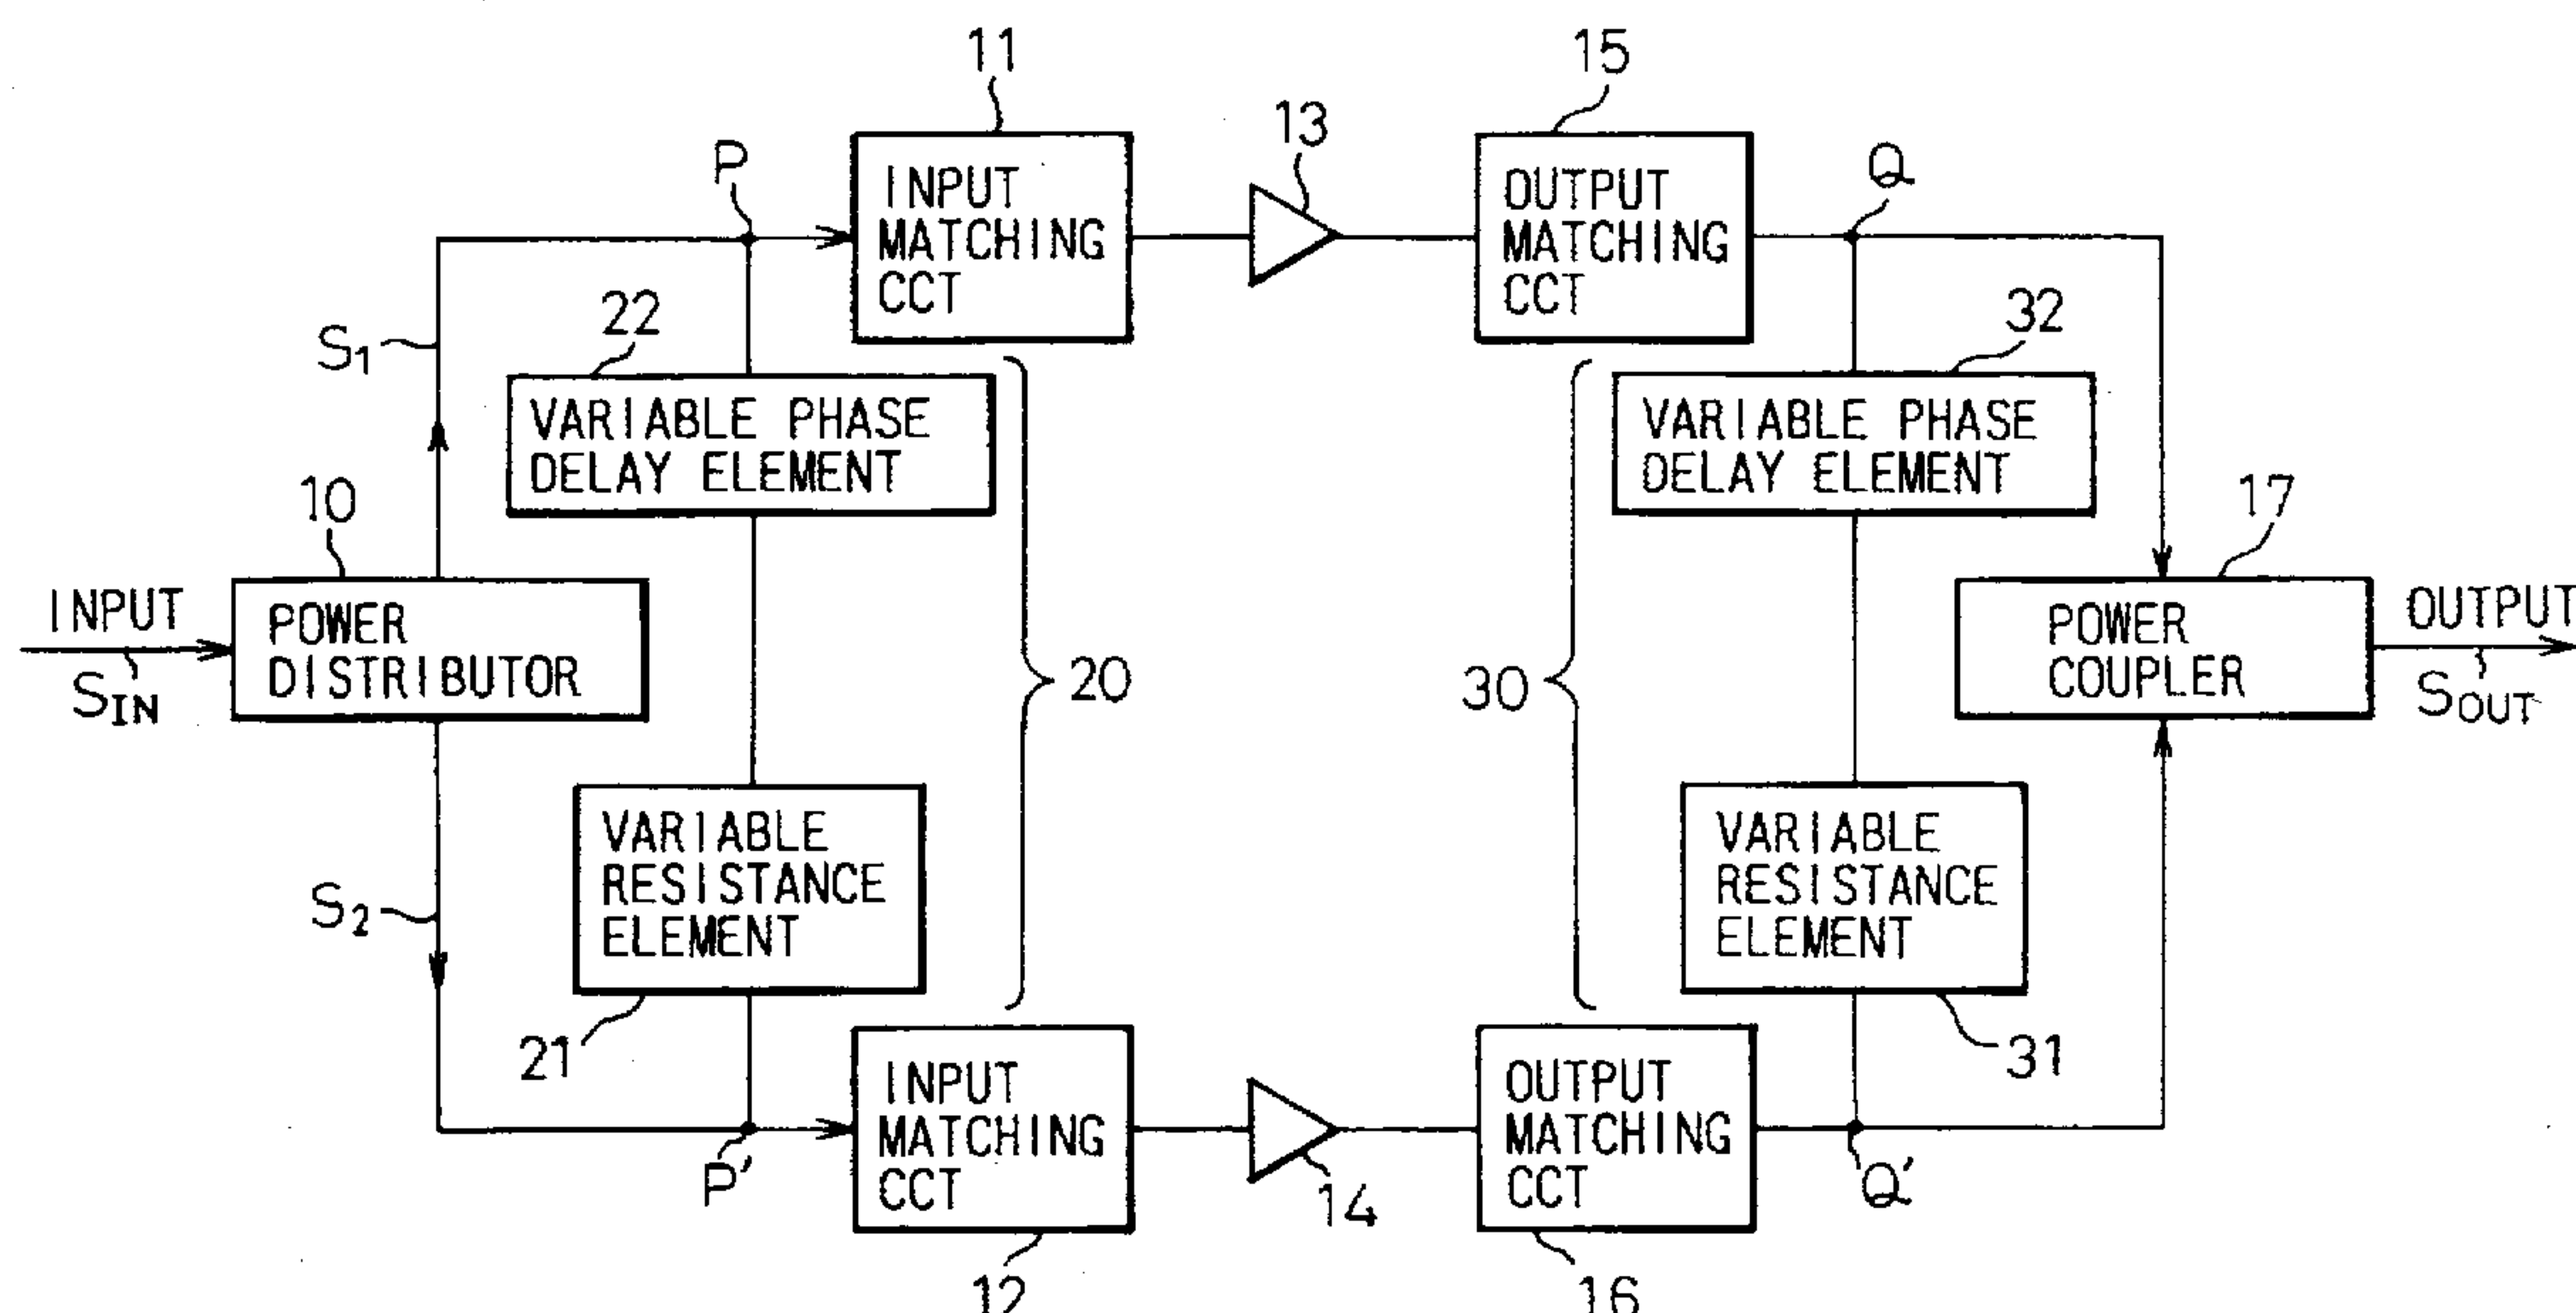 11
15
13
P
Q
INPUT
MATCHING
CCT
OUTPUT
MATCHING
CCT
22
32
S1
VARIABLE PHASE
DELAY ELEMENT
VARIABLE PHASE
DELAY ELEMENT
10
17
INPUT
SIN
POWER
DISTRIBUTOR
20
30
POWER
COUPLER
OUTPUT
SOUT
S2
VARIABLE
RESISTANCE
ELEMENT
VARIABLE
RESISTANCE
ELEMENT
21
31
P'
INPUT
MATCHING
CCT
14
OUTPUT
MATCHING
CCT
Q'
12
16